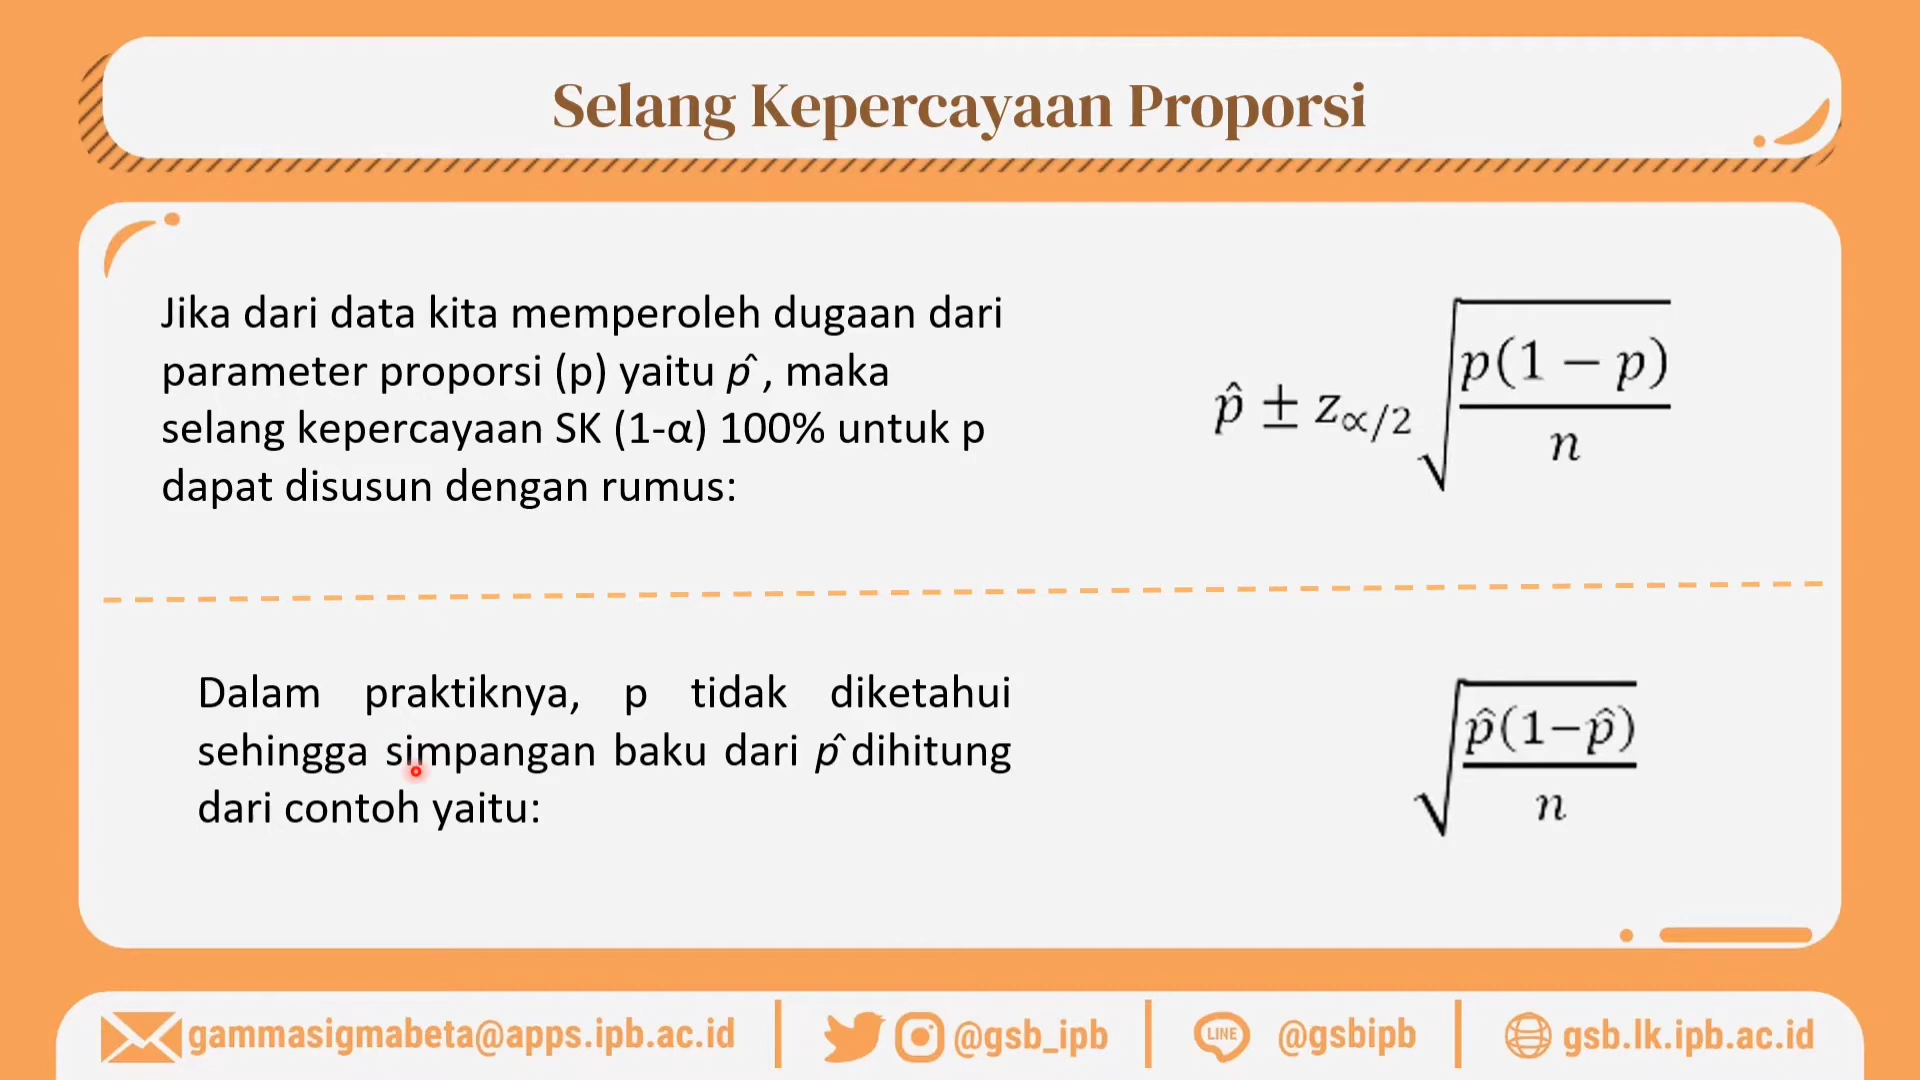 Selang Kepercayaan Proporsi
Jika dari data kita memperoleh dugaan dari
parameter proporsi (p) yaitu p̂ , maka
selang kepercayaan SK (1-α) 100% untuk p
dapat disusun dengan rumus:
p̂ ± z∝/2 √(p(1 − p)/n)
Dalam praktiknya, p tidak diketahui
sehingga simpangan baku dari p̂ dihitung
dari contoh yaitu:
√(p̂(1−p̂)/n)
gammasigmabeta@apps.ipb.ac.id
@gsb_ipb
LINE @gsbipb
gsb.lk.ipb.ac.id